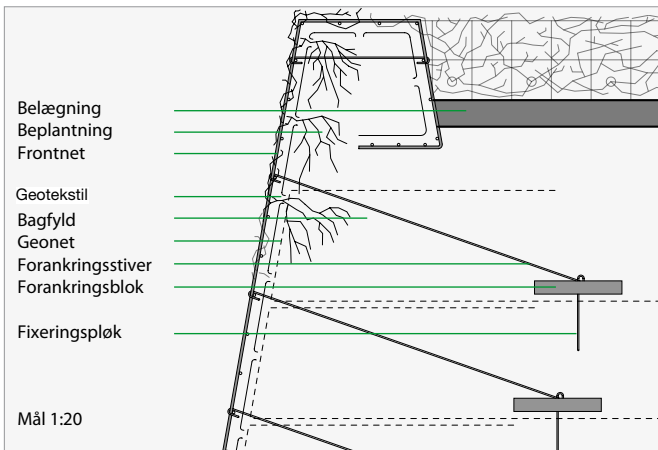 Belægning
Beplantning
Frontnet
Geotekstil
Bagfyld
Geonet
Forankringsstiver
Forankringsblok
Fixeringspløk
Mål 1:20